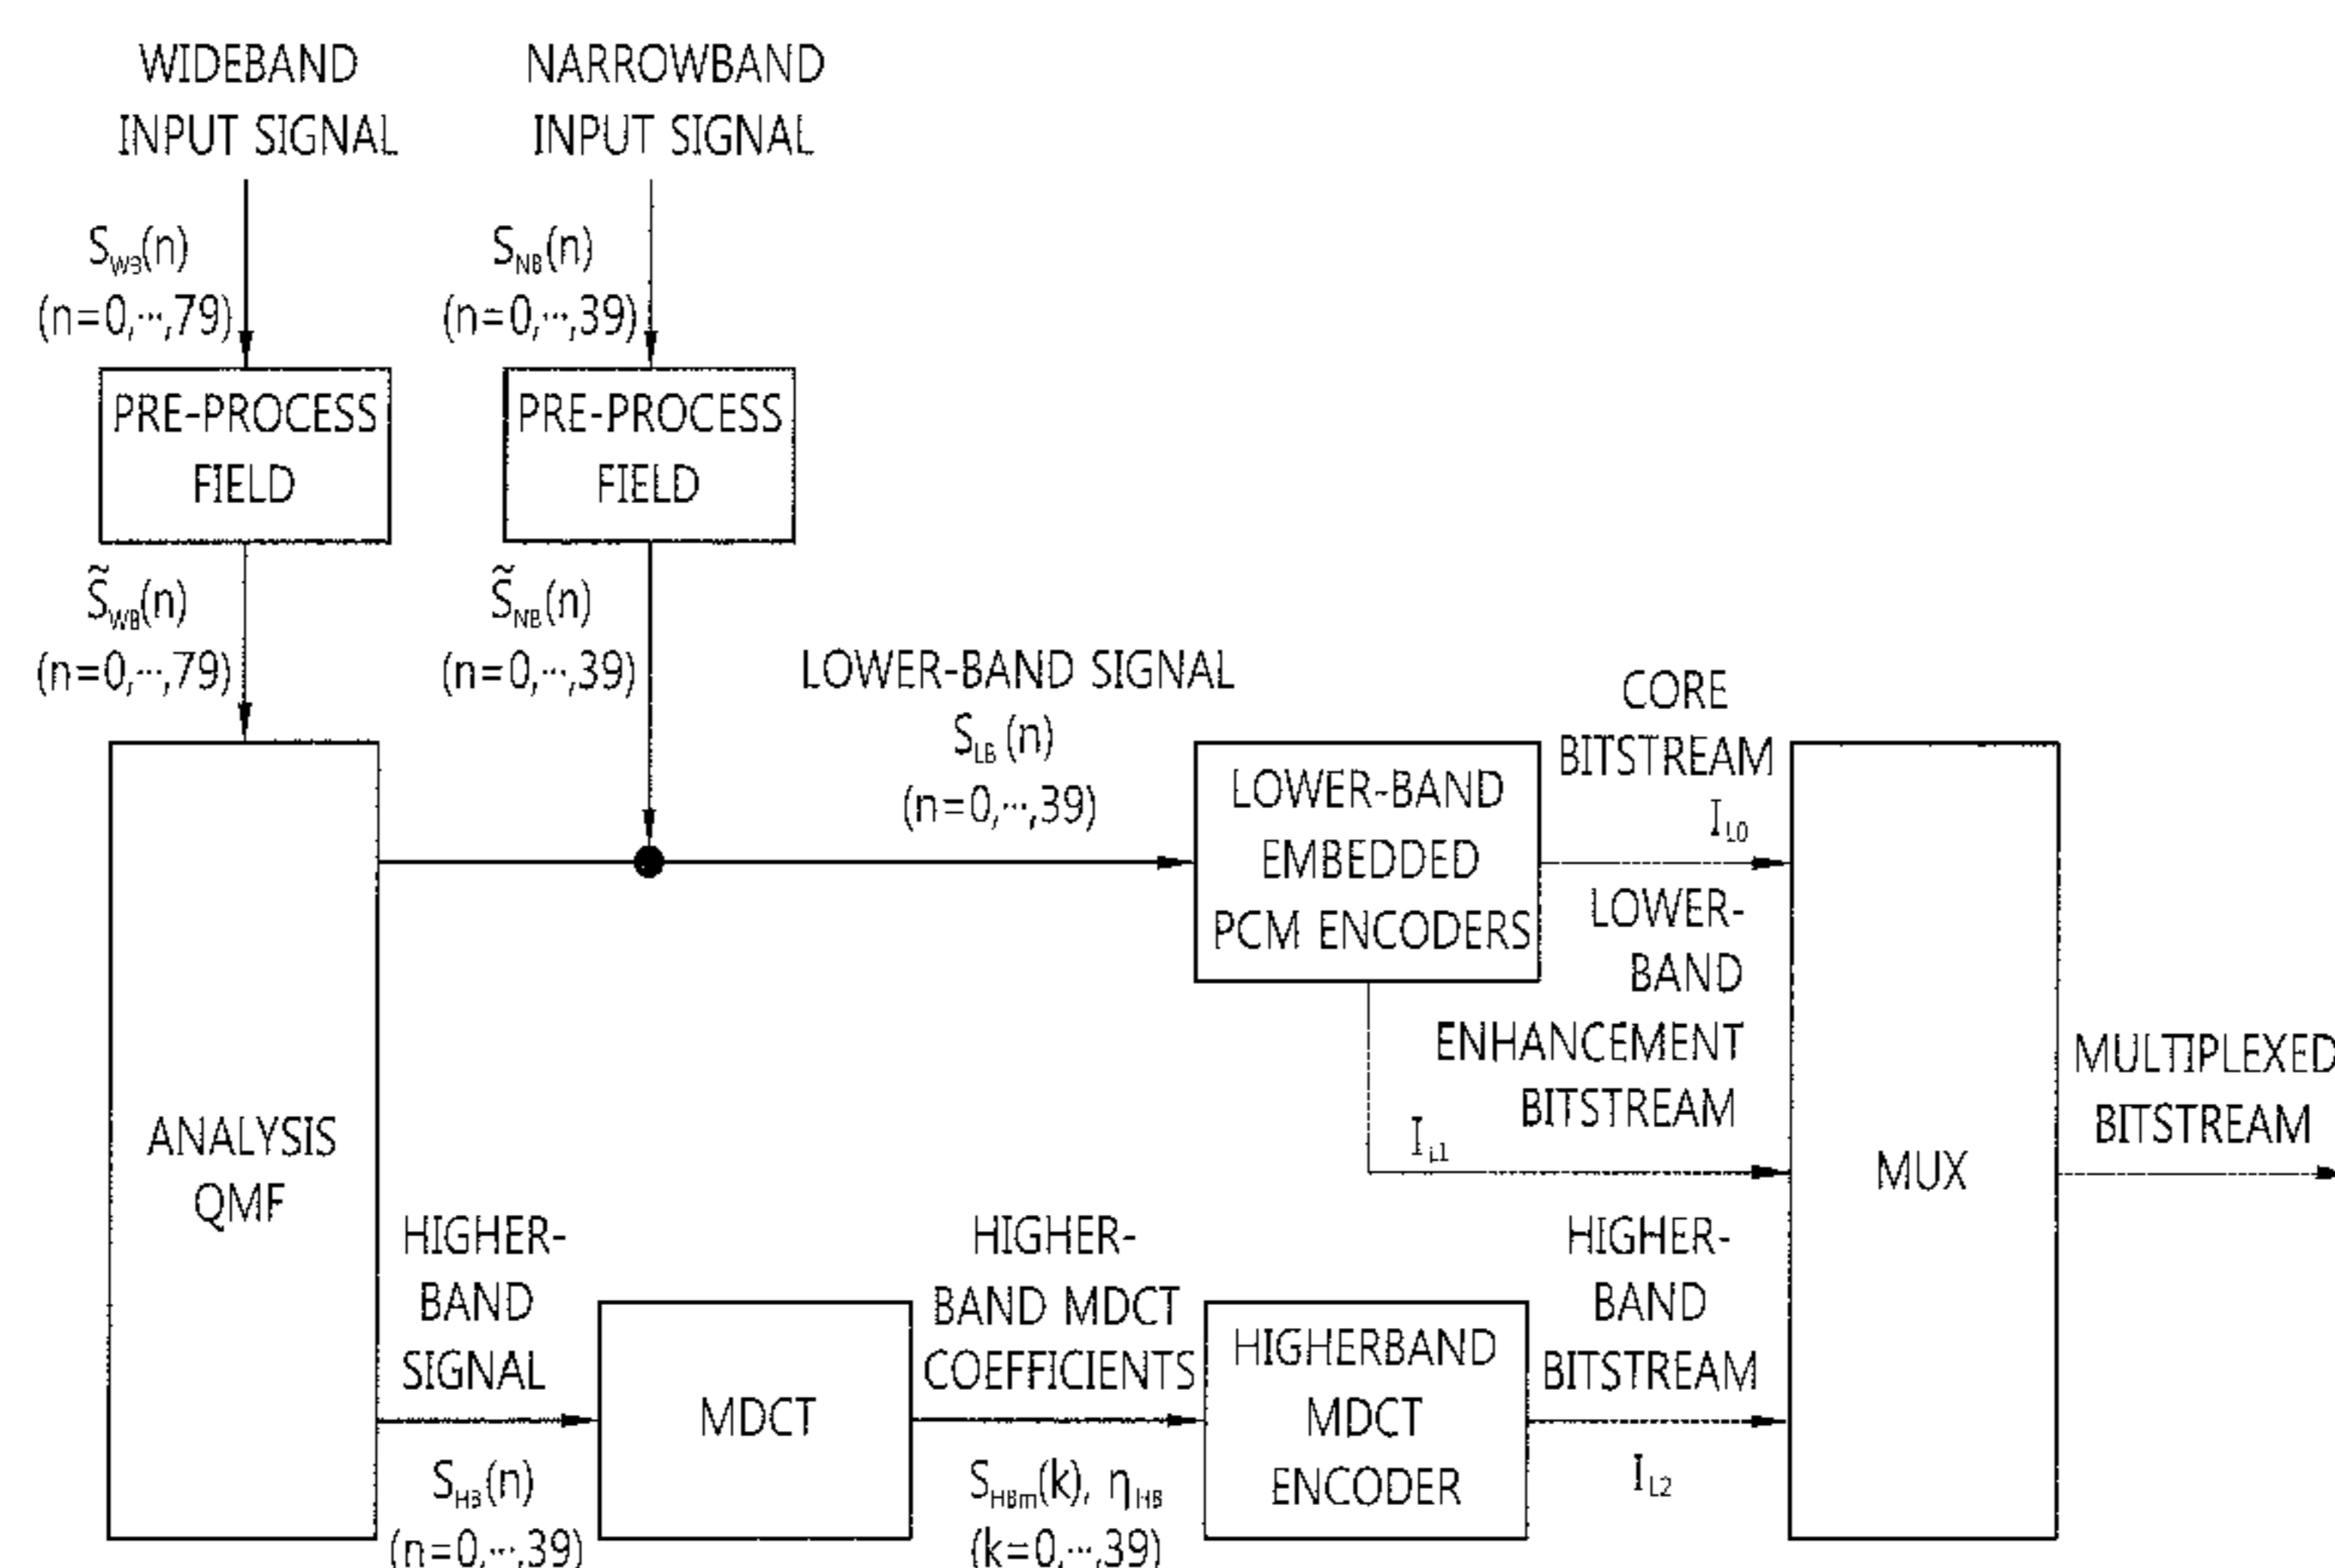 WIDEBAND
INPUT SIGNAL
NARROWBAND
INPUT SIGNAL
S_WB(n)
(n=0,···,79)
S_NB(n)
(n=0,···,39)
PRE-PROCESS
FIELD
PRE-PROCESS
FIELD
S̃_WB(n)
(n=0,···,79)
S̃_NB(n)
(n=0,···,39)
LOWER-BAND SIGNAL
S_LB (n)
(n=0,···,39)
LOWER-BAND
EMBEDDED
PCM ENCODERS
CORE
BITSTREAM
I_L0
LOWER-
BAND
ENHANCEMENT
BITSTREAM
I_L1
ANALYSIS
QMF
HIGHER-
BAND
SIGNAL
S_HB(n)
(n=0,···,39)
MDCT
HIGHER-
BAND MDCT
COEFFICIENTS
S_HBm(k), η_HB
(k=0,···,39)
HIGHERBAND
MDCT
ENCODER
HIGHER-
BAND
BITSTREAM
I_L2
MUX
MULTIPLEXED
BITSTREAM